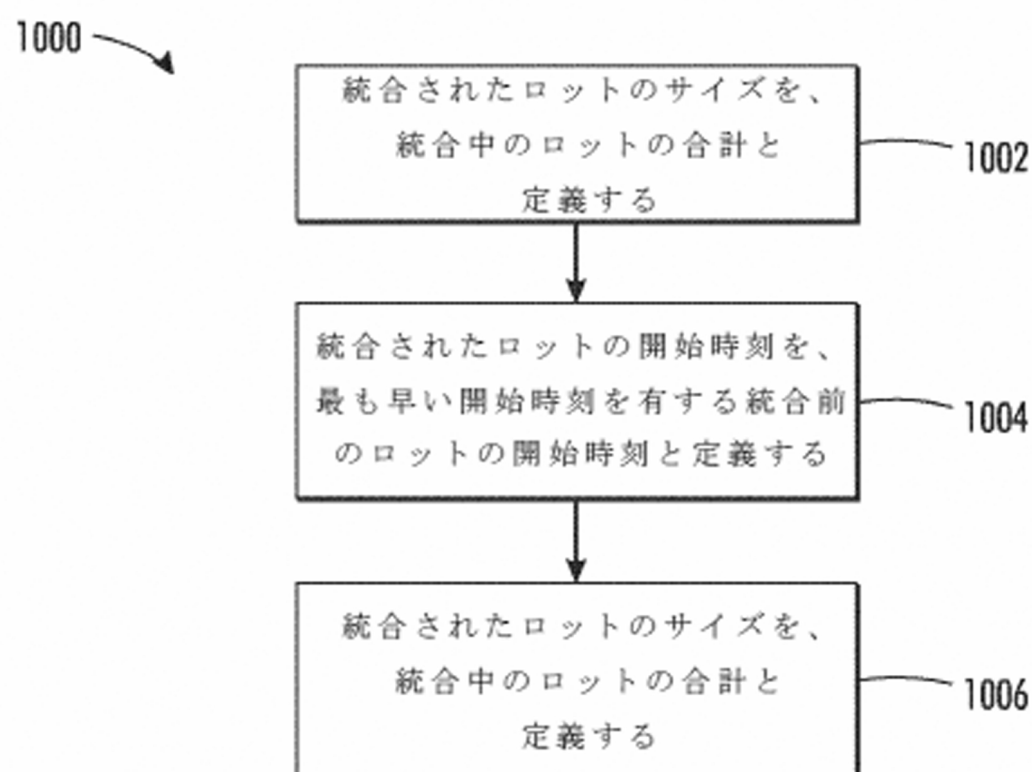 1000
統合されたロットのサイズを、
統合中のロットの合計と
定義する
1002
統合されたロットの開始時刻を、
最も早い開始時刻を有する統合前
のロットの開始時刻と定義する
1004
統合されたロットのサイズを、
統合中のロットの合計と
定義する
1006